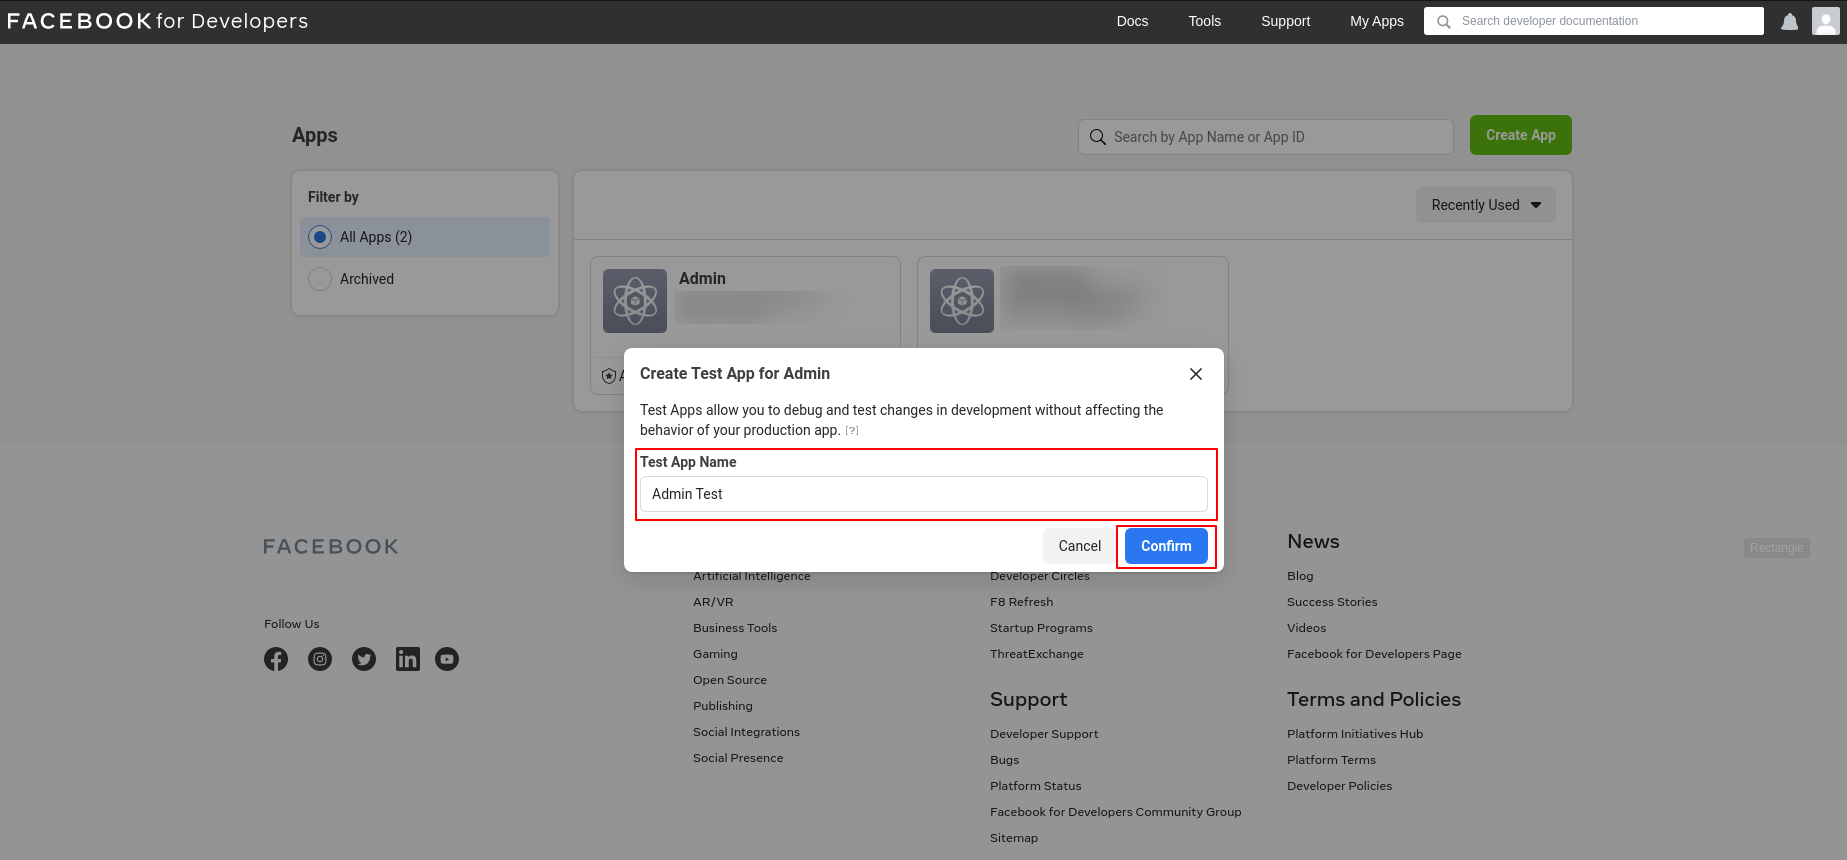 FACEBOOK for Developers
Docs
Tools
Support
My Apps
Search developer documentation
Apps
Search by App Name or App ID
Create App
Filter by
All Apps (2)
Archived
Recently Used
Admin
Create Test App for Admin
Test Apps allow you to debug and test changes in development without affecting the
behavior of your production app. [?]
Test App Name
Admin Test
Cancel
Confirm
FACEBOOK
Follow Us
Artificial Intelligence
AR/VR
Business Tools
Gaming
Open Source
Publishing
Social Integrations
Social Presence
Developer Circles
F8 Refresh
Startup Programs
ThreatExchange
Support
Developer Support
Bugs
Platform Status
Facebook for Developers Community Group
Sitemap
News
Blog
Success Stories
Videos
Facebook for Developers Page
Terms and Policies
Platform Initiatives Hub
Platform Terms
Developer Policies
Rectangle